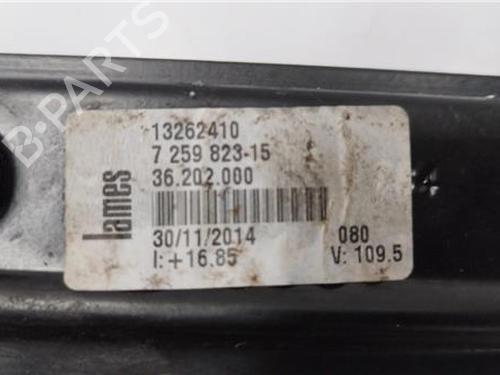 B-PARTS
lames
13262410
7 259 823-15
36.202.000
30/11/2014 080
I: +16.85 V: 109.5